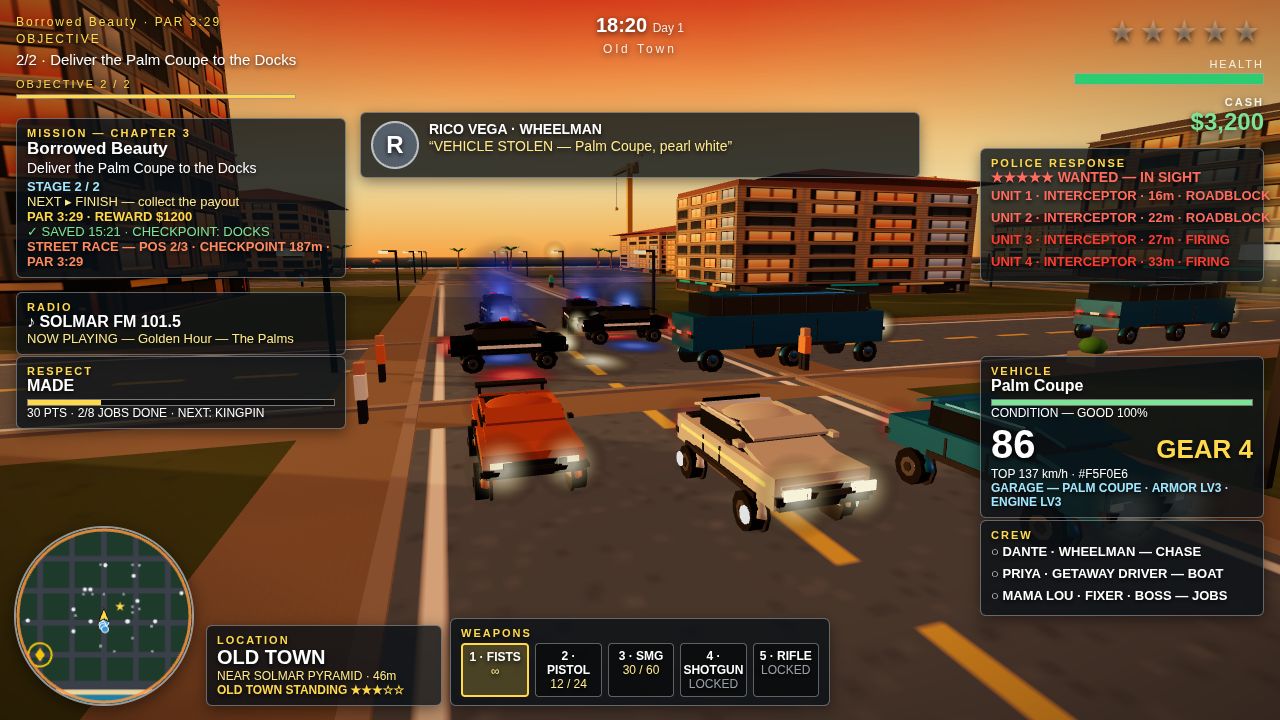 Borrowed Beauty · PAR 3:29
OBJECTIVE
2/2 · Deliver the Palm Coupe to the Docks
OBJECTIVE 2 / 2
18:20 Day 1
Old Town
★★★★★
HEALTH
CASH
$3,200
MISSION — CHAPTER 3
Borrowed Beauty
Deliver the Palm Coupe to the Docks
STAGE 2 / 2
NEXT ▸ FINISH — collect the payout
PAR 3:29 · REWARD $1200
✓ SAVED 15:21 · CHECKPOINT: DOCKS
STREET RACE — POS 2/3 · CHECKPOINT 187m ·
PAR 3:29
R
RICO VEGA · WHEELMAN
“VEHICLE STOLEN — Palm Coupe, pearl white”
POLICE RESPONSE
★★★★★ WANTED — IN SIGHT
UNIT 1 · INTERCEPTOR · 16m · ROADBLOCK
UNIT 2 · INTERCEPTOR · 22m · ROADBLOCK
UNIT 3 · INTERCEPTOR · 27m · FIRING
UNIT 4 · INTERCEPTOR · 33m · FIRING
RADIO
♪ SOLMAR FM 101.5
NOW PLAYING — Golden Hour — The Palms
RESPECT
MADE
30 PTS · 2/8 JOBS DONE · NEXT: KINGPIN
VEHICLE
Palm Coupe
CONDITION — GOOD 100%
86 GEAR 4
TOP 137 km/h · #F5F0E6
GARAGE — PALM COUPE · ARMOR LV3 ·
ENGINE LV3
CREW
○ DANTE · WHEELMAN — CHASE
○ PRIYA · GETAWAY DRIVER — BOAT
○ MAMA LOU · FIXER · BOSS — JOBS
LOCATION
OLD TOWN
NEAR SOLMAR PYRAMID · 46m
OLD TOWN STANDING ★★★☆☆
WEAPONS
1 · FISTS
∞
2 ·
PISTOL
12 / 24
3 · SMG
30 / 60
4 ·
SHOTGUN
LOCKED
5 · RIFLE
LOCKED